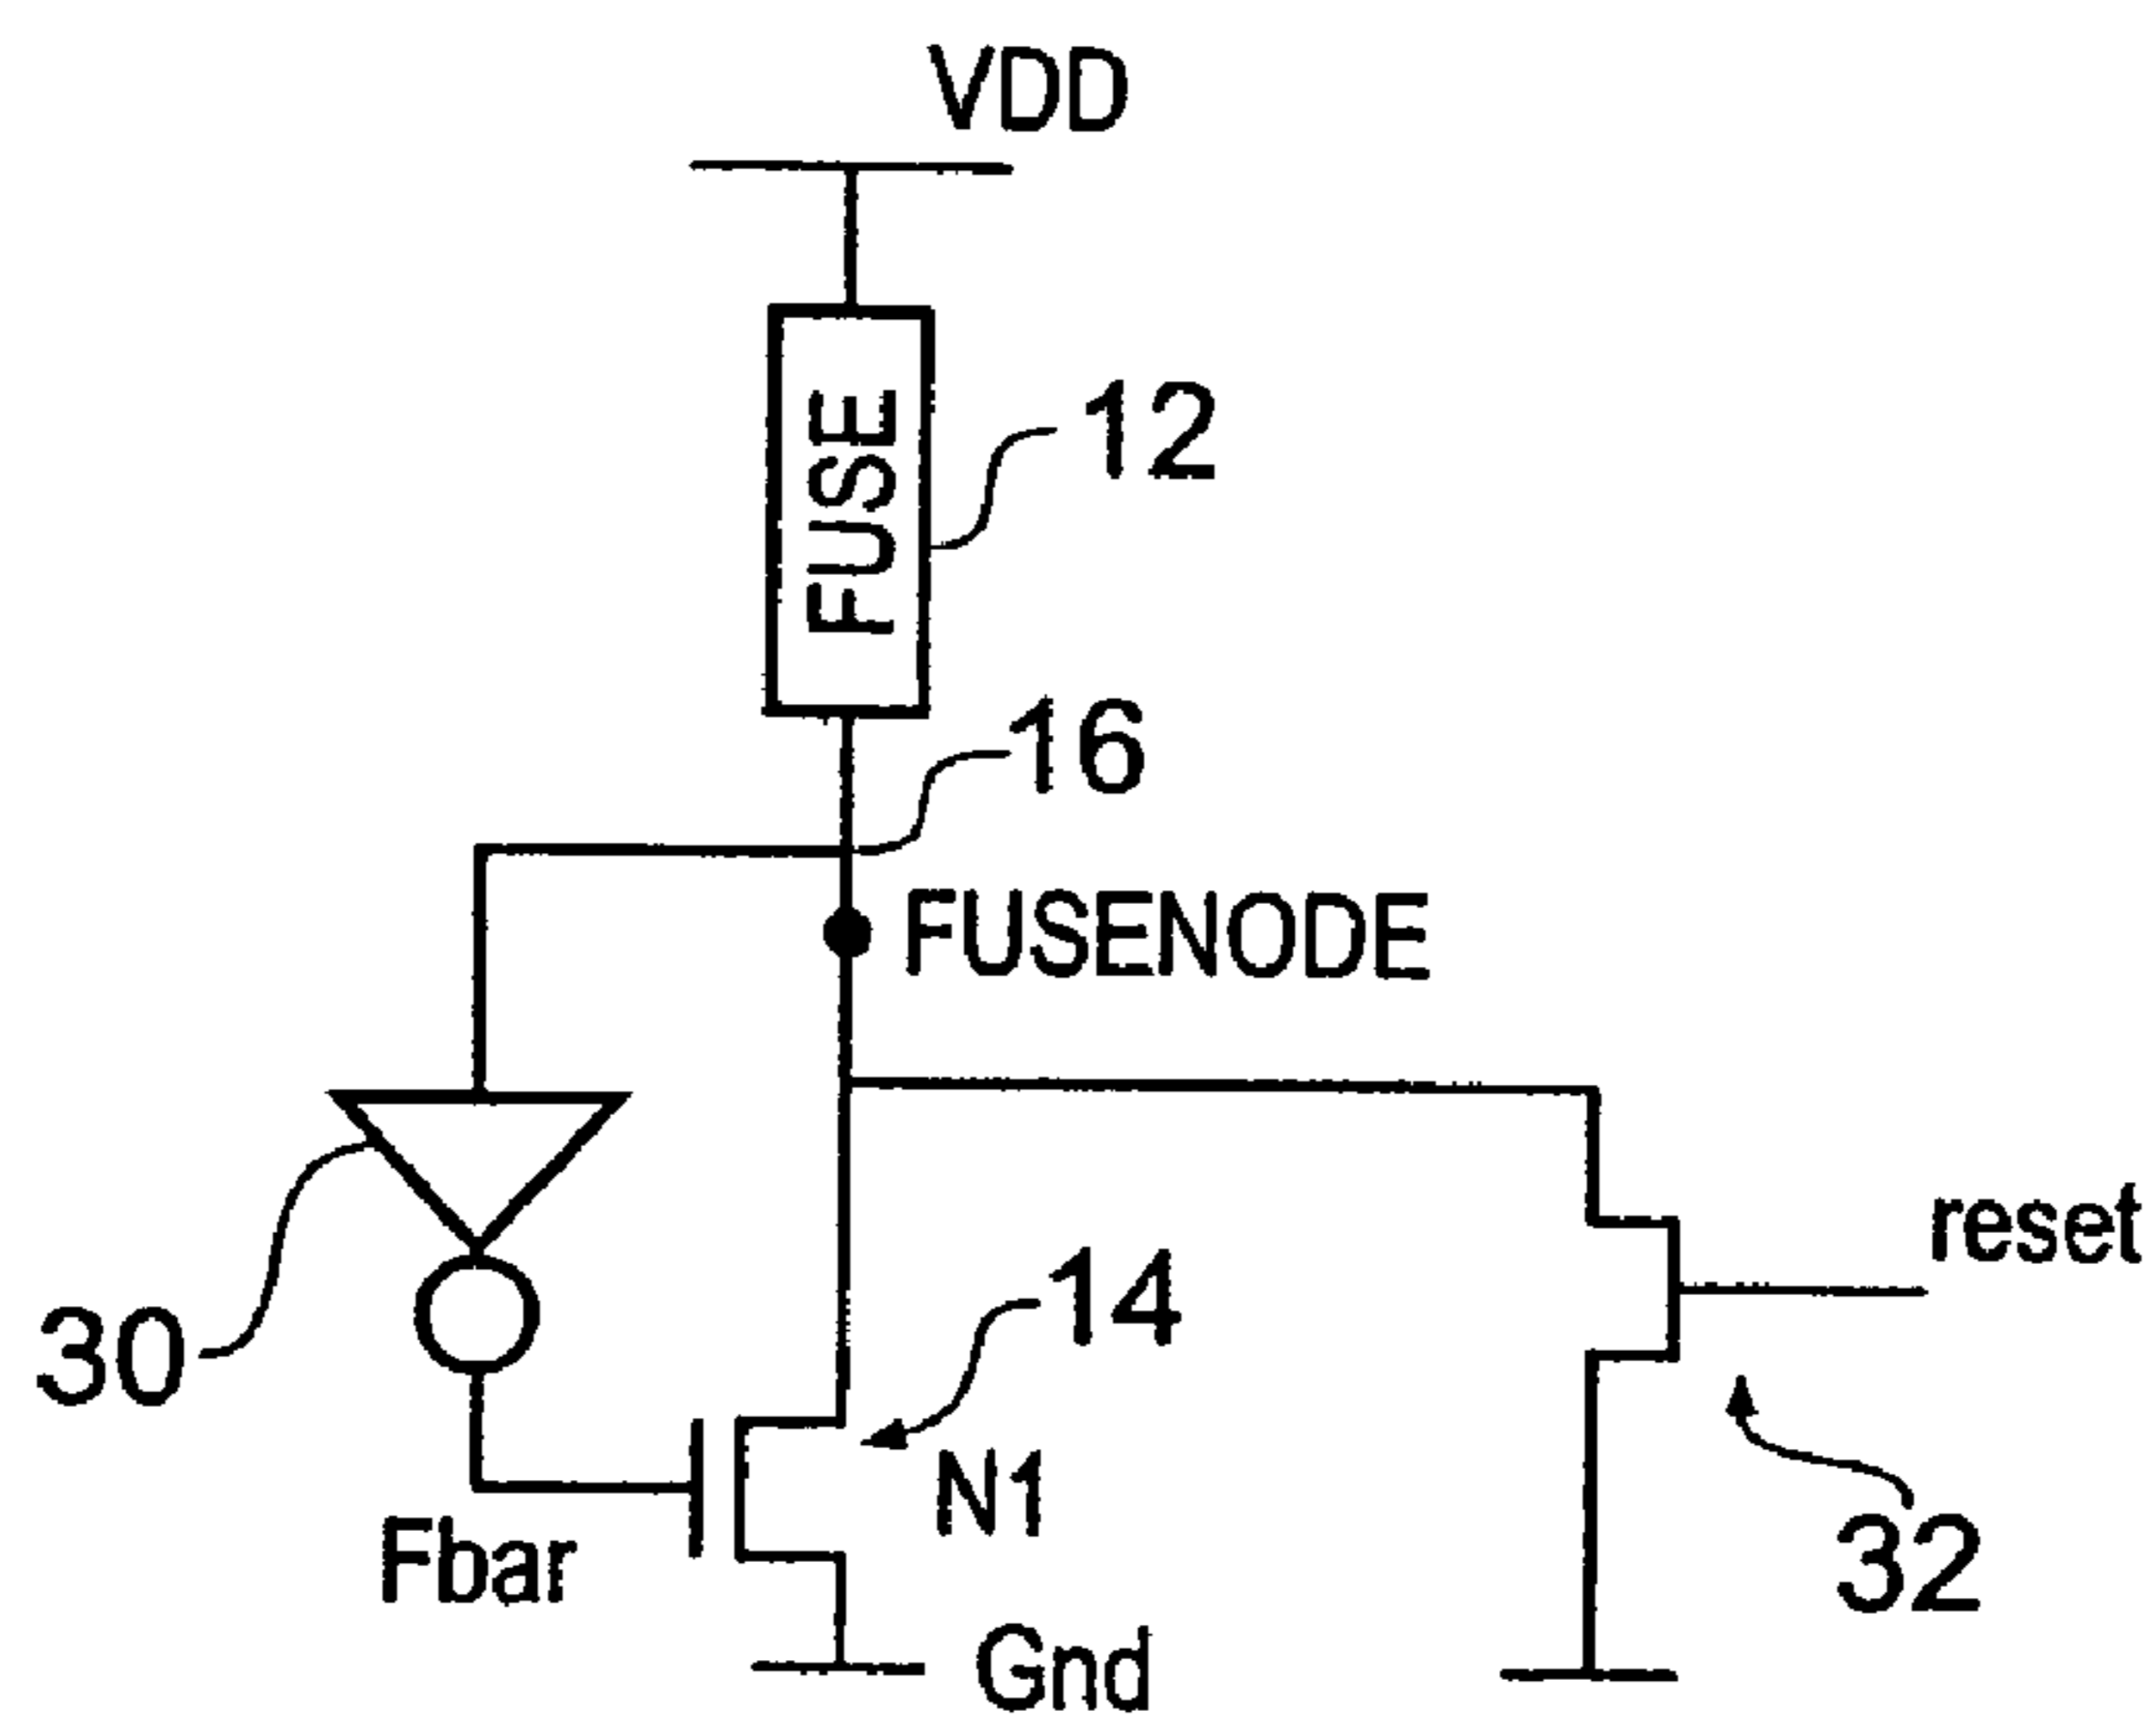 VDD
FUSE
12
16
FUSENODE
30
14
reset
N1
Fbar
32
Gnd